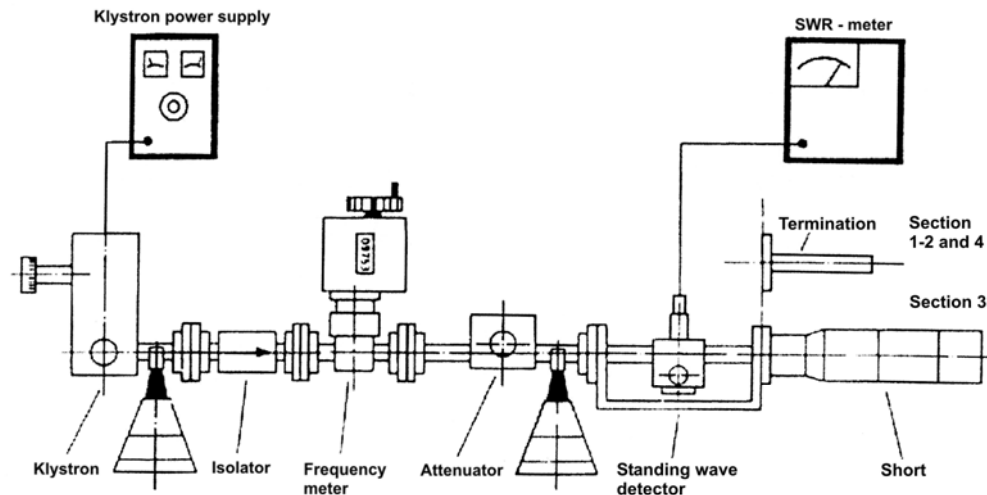 Klystron power supply
SWR - meter
Termination
Section
1-2 and 4
09753
Section 3
Klystron
Isolator
Frequency
meter
Attenuator
Standing wave
detector
Short